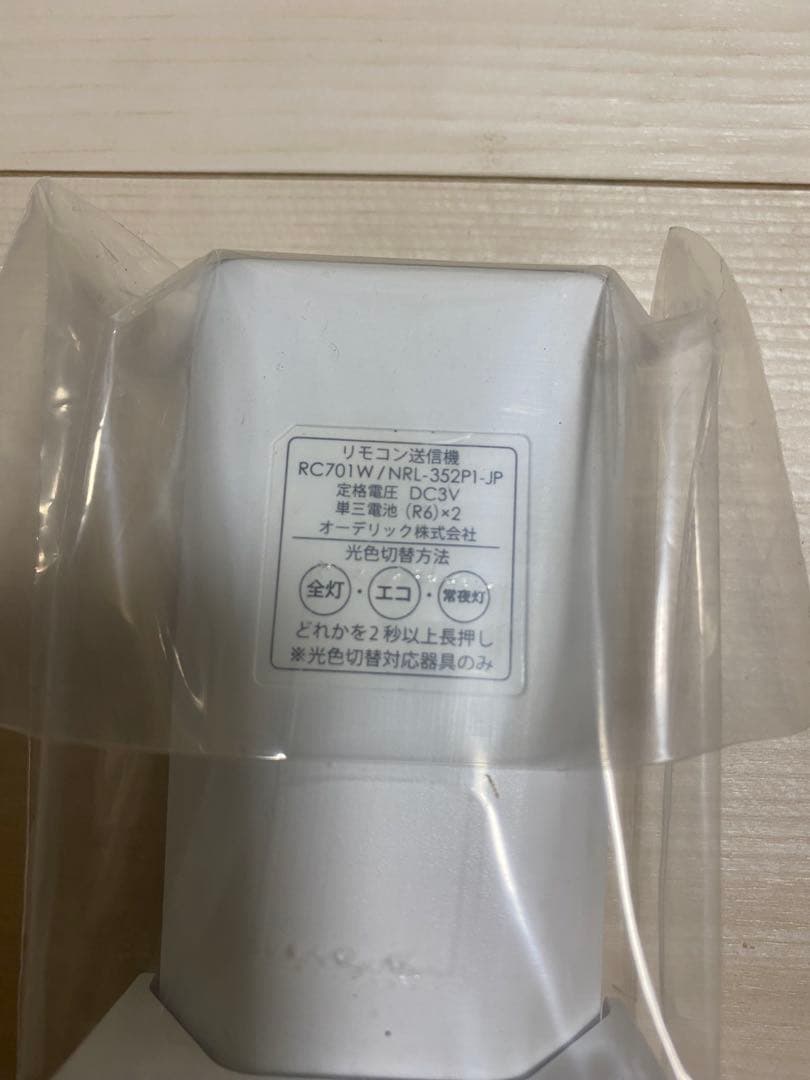 リモコン送信機
RC701W/NRL-352P1-JP
定格電圧 DC3V
単三電池 (R6)×2
オーデリック株式会社
光色切替方法
全灯・エコ・常夜灯
どれかを2秒以上長押し
※光色切替対応器具のみ